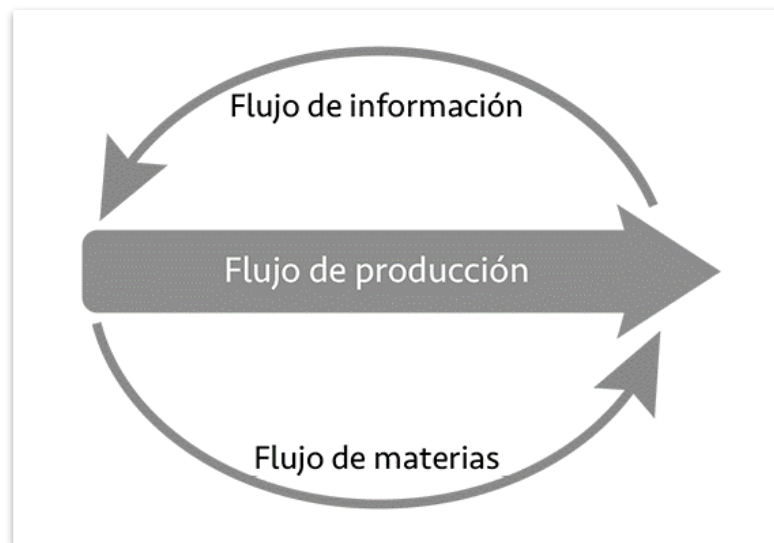 Flujo de información
Flujo de producción
Flujo de materias